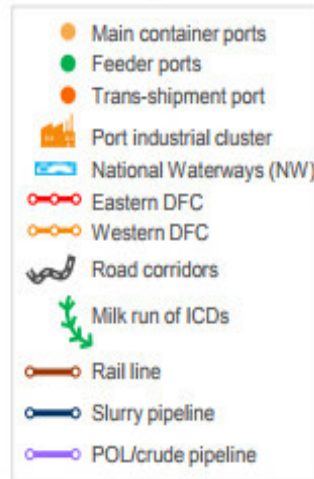 Main container ports
Feeder ports
Trans-shipment port
Port industrial cluster
National Waterways (NW)
Eastern DFC
Western DFC
Road corridors
Milk run of ICDs
Rail line
Slurry pipeline
POL/crude pipeline